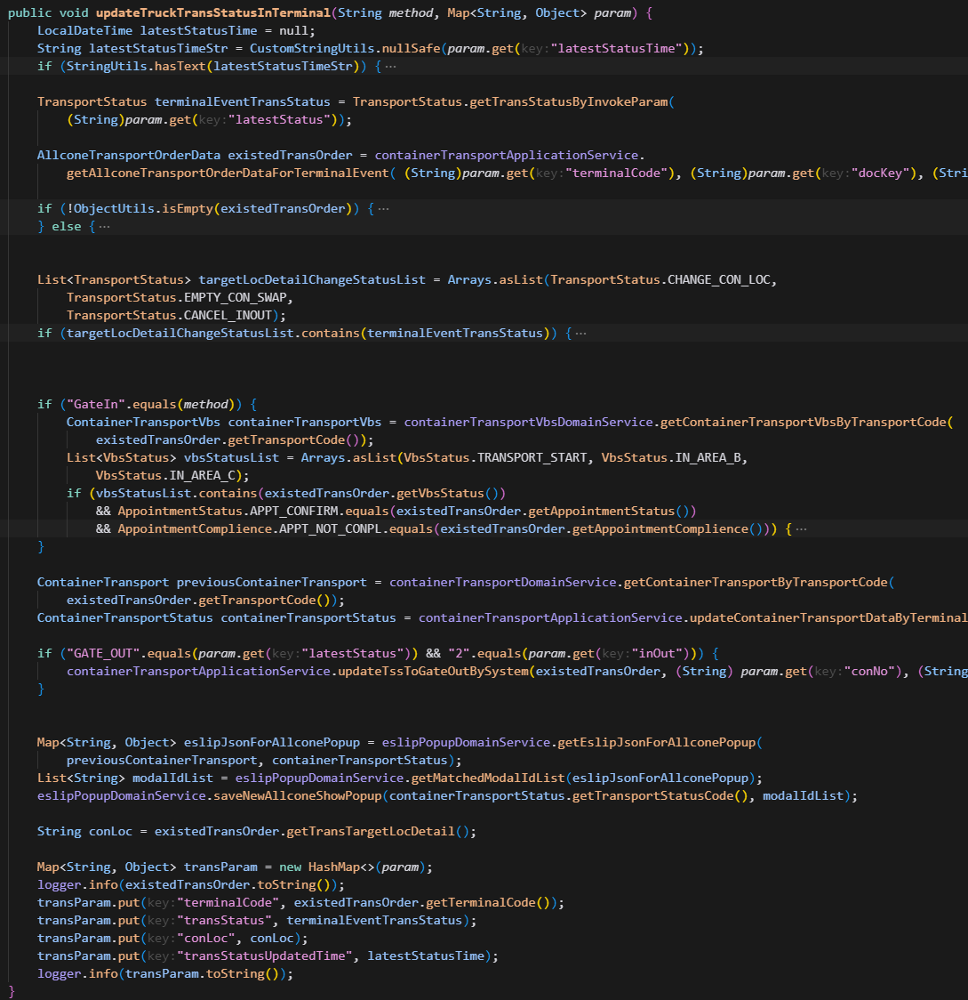 public void updateTruckTransStatusInTerminal(String method, Map<String, Object> param) {
LocalDateTime latestStatusTime = null;
String latestStatusTimeStr = CustomStringUtils.nullSafe(param.get(key:"latestStatusTime"));
if (StringUtils.hasText(latestStatusTimeStr)) { ···
TransportStatus terminalEventTransStatus = TransportStatus.getTransStatusByInvokeParam(
(String)param.get(key:"latestStatus"));
AllconeTransportOrderData existedTransOrder = containerTransportApplicationService.
getAllconeTransportOrderDataForTerminalEvent( (String)param.get(key:"terminalCode"), (String)param.get(key:"docKey"), (Stri
if (!ObjectUtils.isEmpty(existedTransOrder)) { ···
} else { ···
List<TransportStatus> targetLocDetailChangeStatusList = Arrays.asList(TransportStatus.CHANGE_CON_LOC,
TransportStatus.EMPTY_CON_SWAP,
TransportStatus.CANCEL_INOUT);
if (targetLocDetailChangeStatusList.contains(terminalEventTransStatus)) { ···
if ("GateIn".equals(method)) {
ContainerTransportVbs containerTransportVbs = containerTransportVbsDomainService.getContainerTransportVbsByTransportCode(
existedTransOrder.getTransportCode());
List<VbsStatus> vbsStatusList = Arrays.asList(VbsStatus.TRANSPORT_START, VbsStatus.IN_AREA_B,
VbsStatus.IN_AREA_C);
if (vbsStatusList.contains(existedTransOrder.getVbsStatus())
&& AppointmentStatus.APPT_CONFIRM.equals(existedTransOrder.getAppointmentStatus())
&& AppointmentComplience.APPT_NOT_CONPL.equals(existedTransOrder.getAppointmentComplience())) { ···
}
ContainerTransport previousContainerTransport = containerTransportDomainService.getContainerTransportByTransportCode(
existedTransOrder.getTransportCode());
ContainerTransportStatus containerTransportStatus = containerTransportApplicationService.updateContainerTransportDataByTerminal
if ("GATE_OUT".equals(param.get(key:"latestStatus")) && "2".equals(param.get(key:"inOut"))) {
containerTransportApplicationService.updateTssToGateOutBySystem(existedTransOrder, (String) param.get(key:"conNo"), (String
}
Map<String, Object> eslipJsonForAllconePopup = eslipPopupDomainService.getEslipJsonForAllconePopup(
previousContainerTransport, containerTransportStatus);
List<String> modalIdList = eslipPopupDomainService.getMatchedModalIdList(eslipJsonForAllconePopup);
eslipPopupDomainService.saveNewAllconeShowPopup(containerTransportStatus.getTransportStatusCode(), modalIdList);
String conLoc = existedTransOrder.getTransTargetLocDetail();
Map<String, Object> transParam = new HashMap<>(param);
logger.info(existedTransOrder.toString());
transParam.put(key:"terminalCode", existedTransOrder.getTerminalCode());
transParam.put(key:"transStatus", terminalEventTransStatus);
transParam.put(key:"conLoc", conLoc);
transParam.put(key:"transStatusUpdatedTime", latestStatusTime);
logger.info(transParam.toString());
}